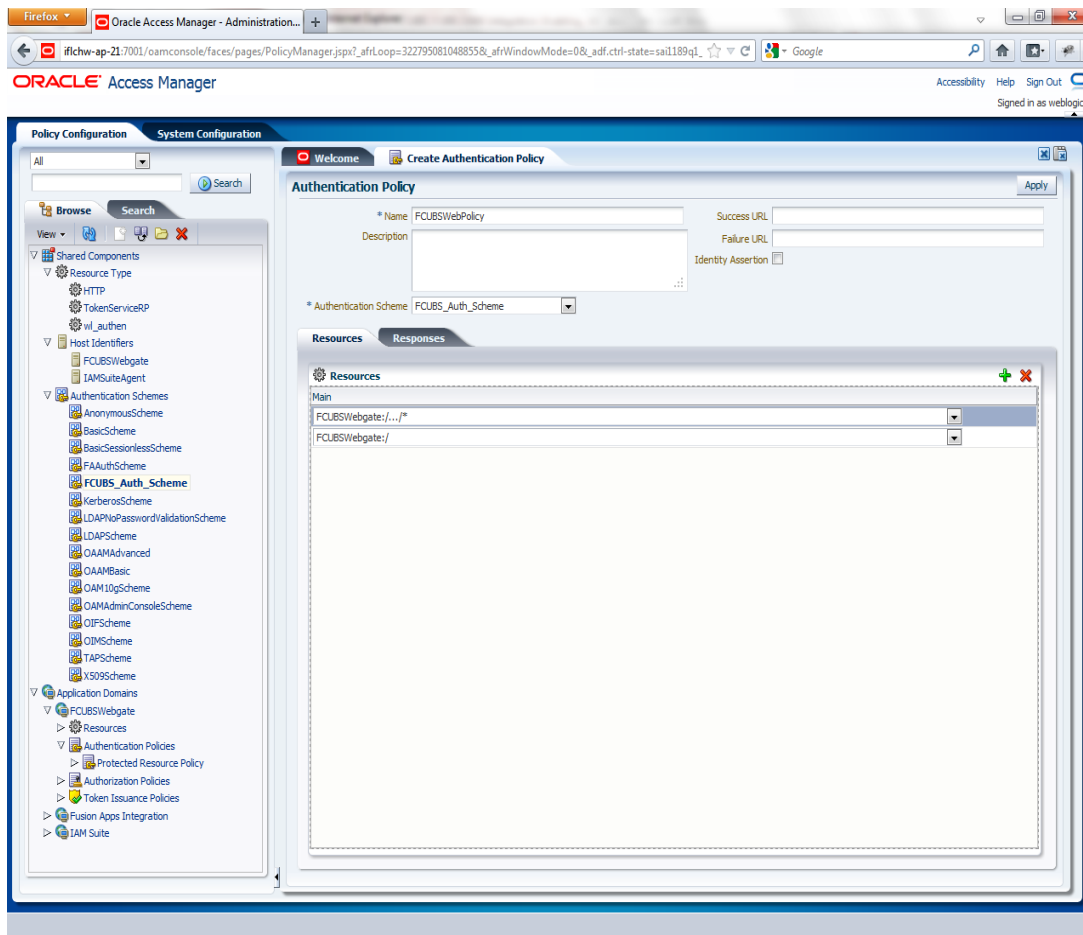 Firefox
Oracle Access Manager - Administration...
iflchw-ap-21:7001/oamconsole/faces/pages/PolicyManager.jspx?_afrLoop=322795081048855&_afrWindowMode=0&_adf.ctrl-state=sai1189q1_
Google
ORACLE Access Manager
Accessibility Help Sign Out
Signed in as weblogic
Policy Configuration System Configuration
All
Search
Browse Search
View
Shared Components
Resource Type
HTTP
TokenServiceRP
wl_authen
Host Identifiers
FCUBSWebgate
IAMSuiteAgent
Authentication Schemes
AnonymousScheme
BasicScheme
BasicSessionlessScheme
FAAuthScheme
FCUBS_Auth_Scheme
KerberosScheme
LDAPNoPasswordValidationScheme
LDAPScheme
OAAMAdvanced
OAAMBasic
OAM10gScheme
OAMAdminConsoleScheme
OIFScheme
OIMScheme
TAPScheme
X509Scheme
Application Domains
FCUBSWebgate
Resources
Authentication Policies
Protected Resource Policy
Authorization Policies
Token Issuance Policies
Fusion Apps Integration
IAM Suite
Welcome Create Authentication Policy
Authentication Policy Apply
* Name FCUBSWebPolicy
Description
* Authentication Scheme FCUBS_Auth_Scheme
Success URL
Failure URL
Identity Assertion
Resources Responses
Resources
Main
FCUBSWebgate:/.../*
FCUBSWebgate:/